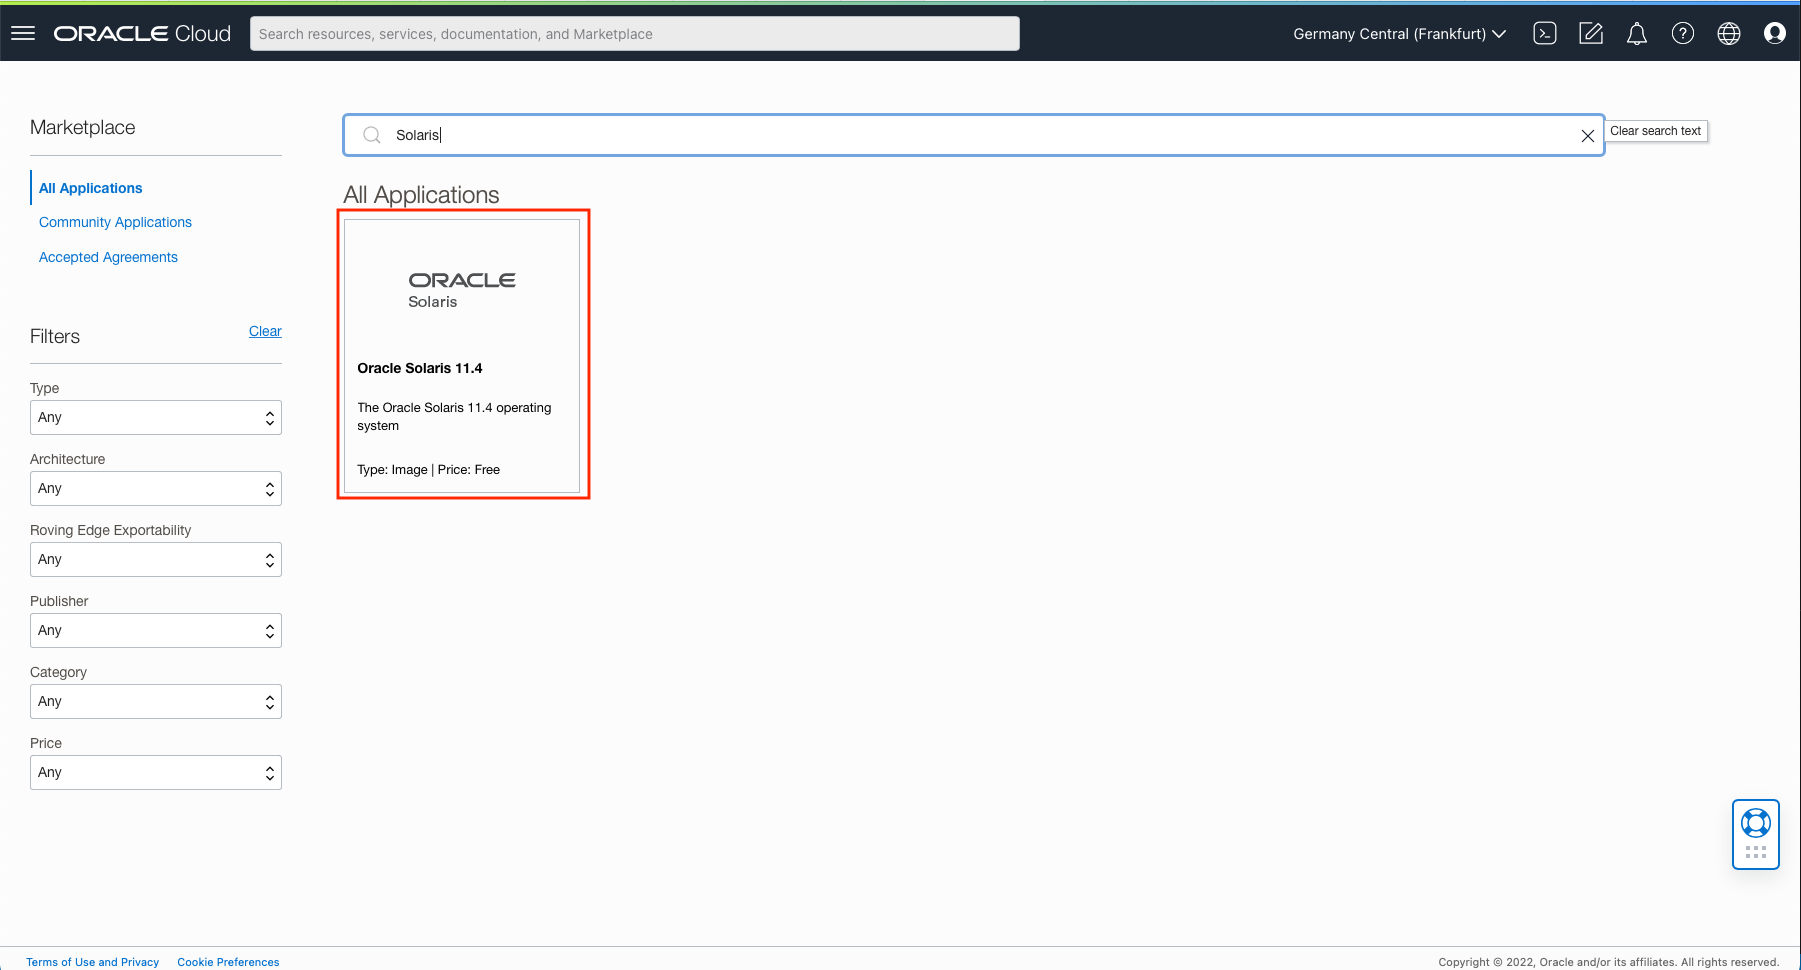 ORACLE Cloud
Search resources, services, documentation, and Marketplace
Germany Central (Frankfurt)
Marketplace
All Applications
Community Applications
Accepted Agreements
Filters
Clear
Type
Any
Architecture
Any
Roving Edge Exportability
Any
Publisher
Any
Category
Any
Price
Any
Solaris
Clear search text
All Applications
ORACLE
Solaris
Oracle Solaris 11.4
The Oracle Solaris 11.4 operating
system
Type: Image | Price: Free
Terms of Use and Privacy
Cookie Preferences
Copyright © 2022, Oracle and/or its affiliates. All rights reserved.